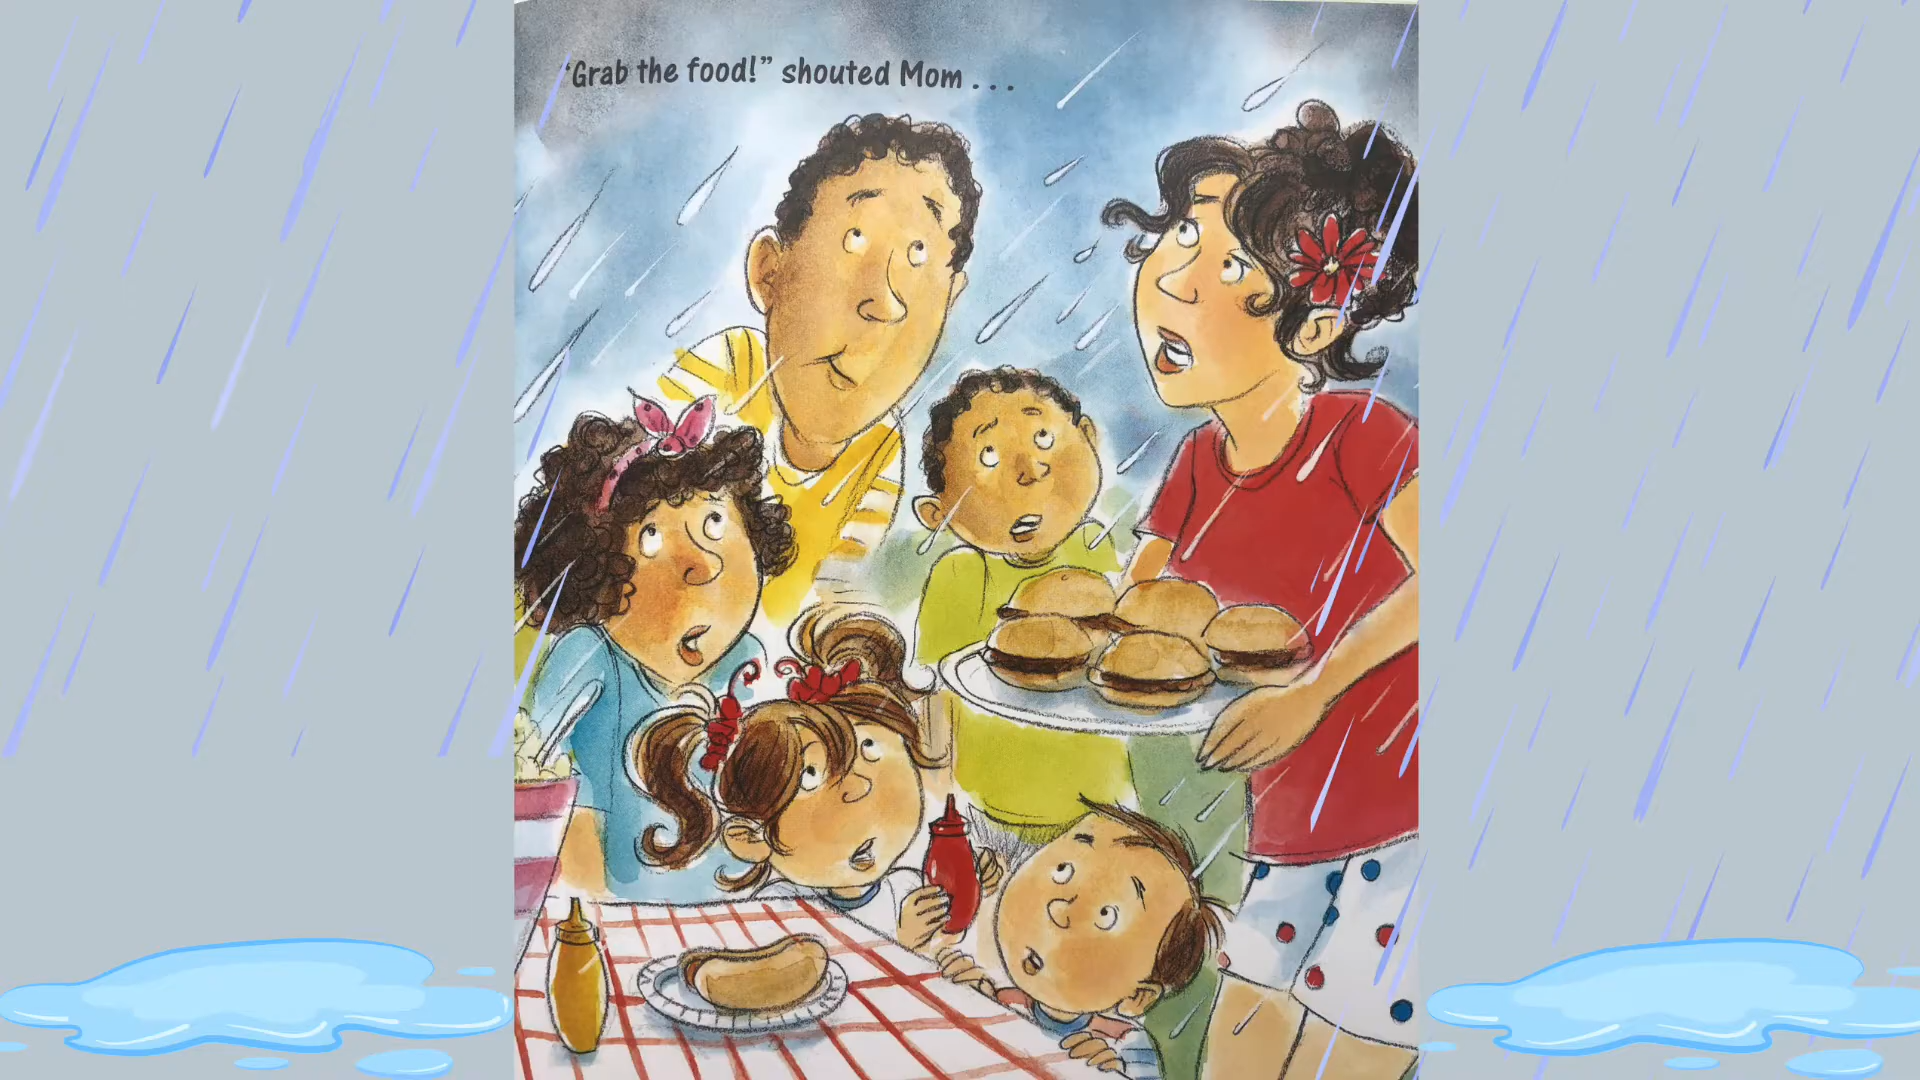 “Grab the food!” shouted Mom . . .